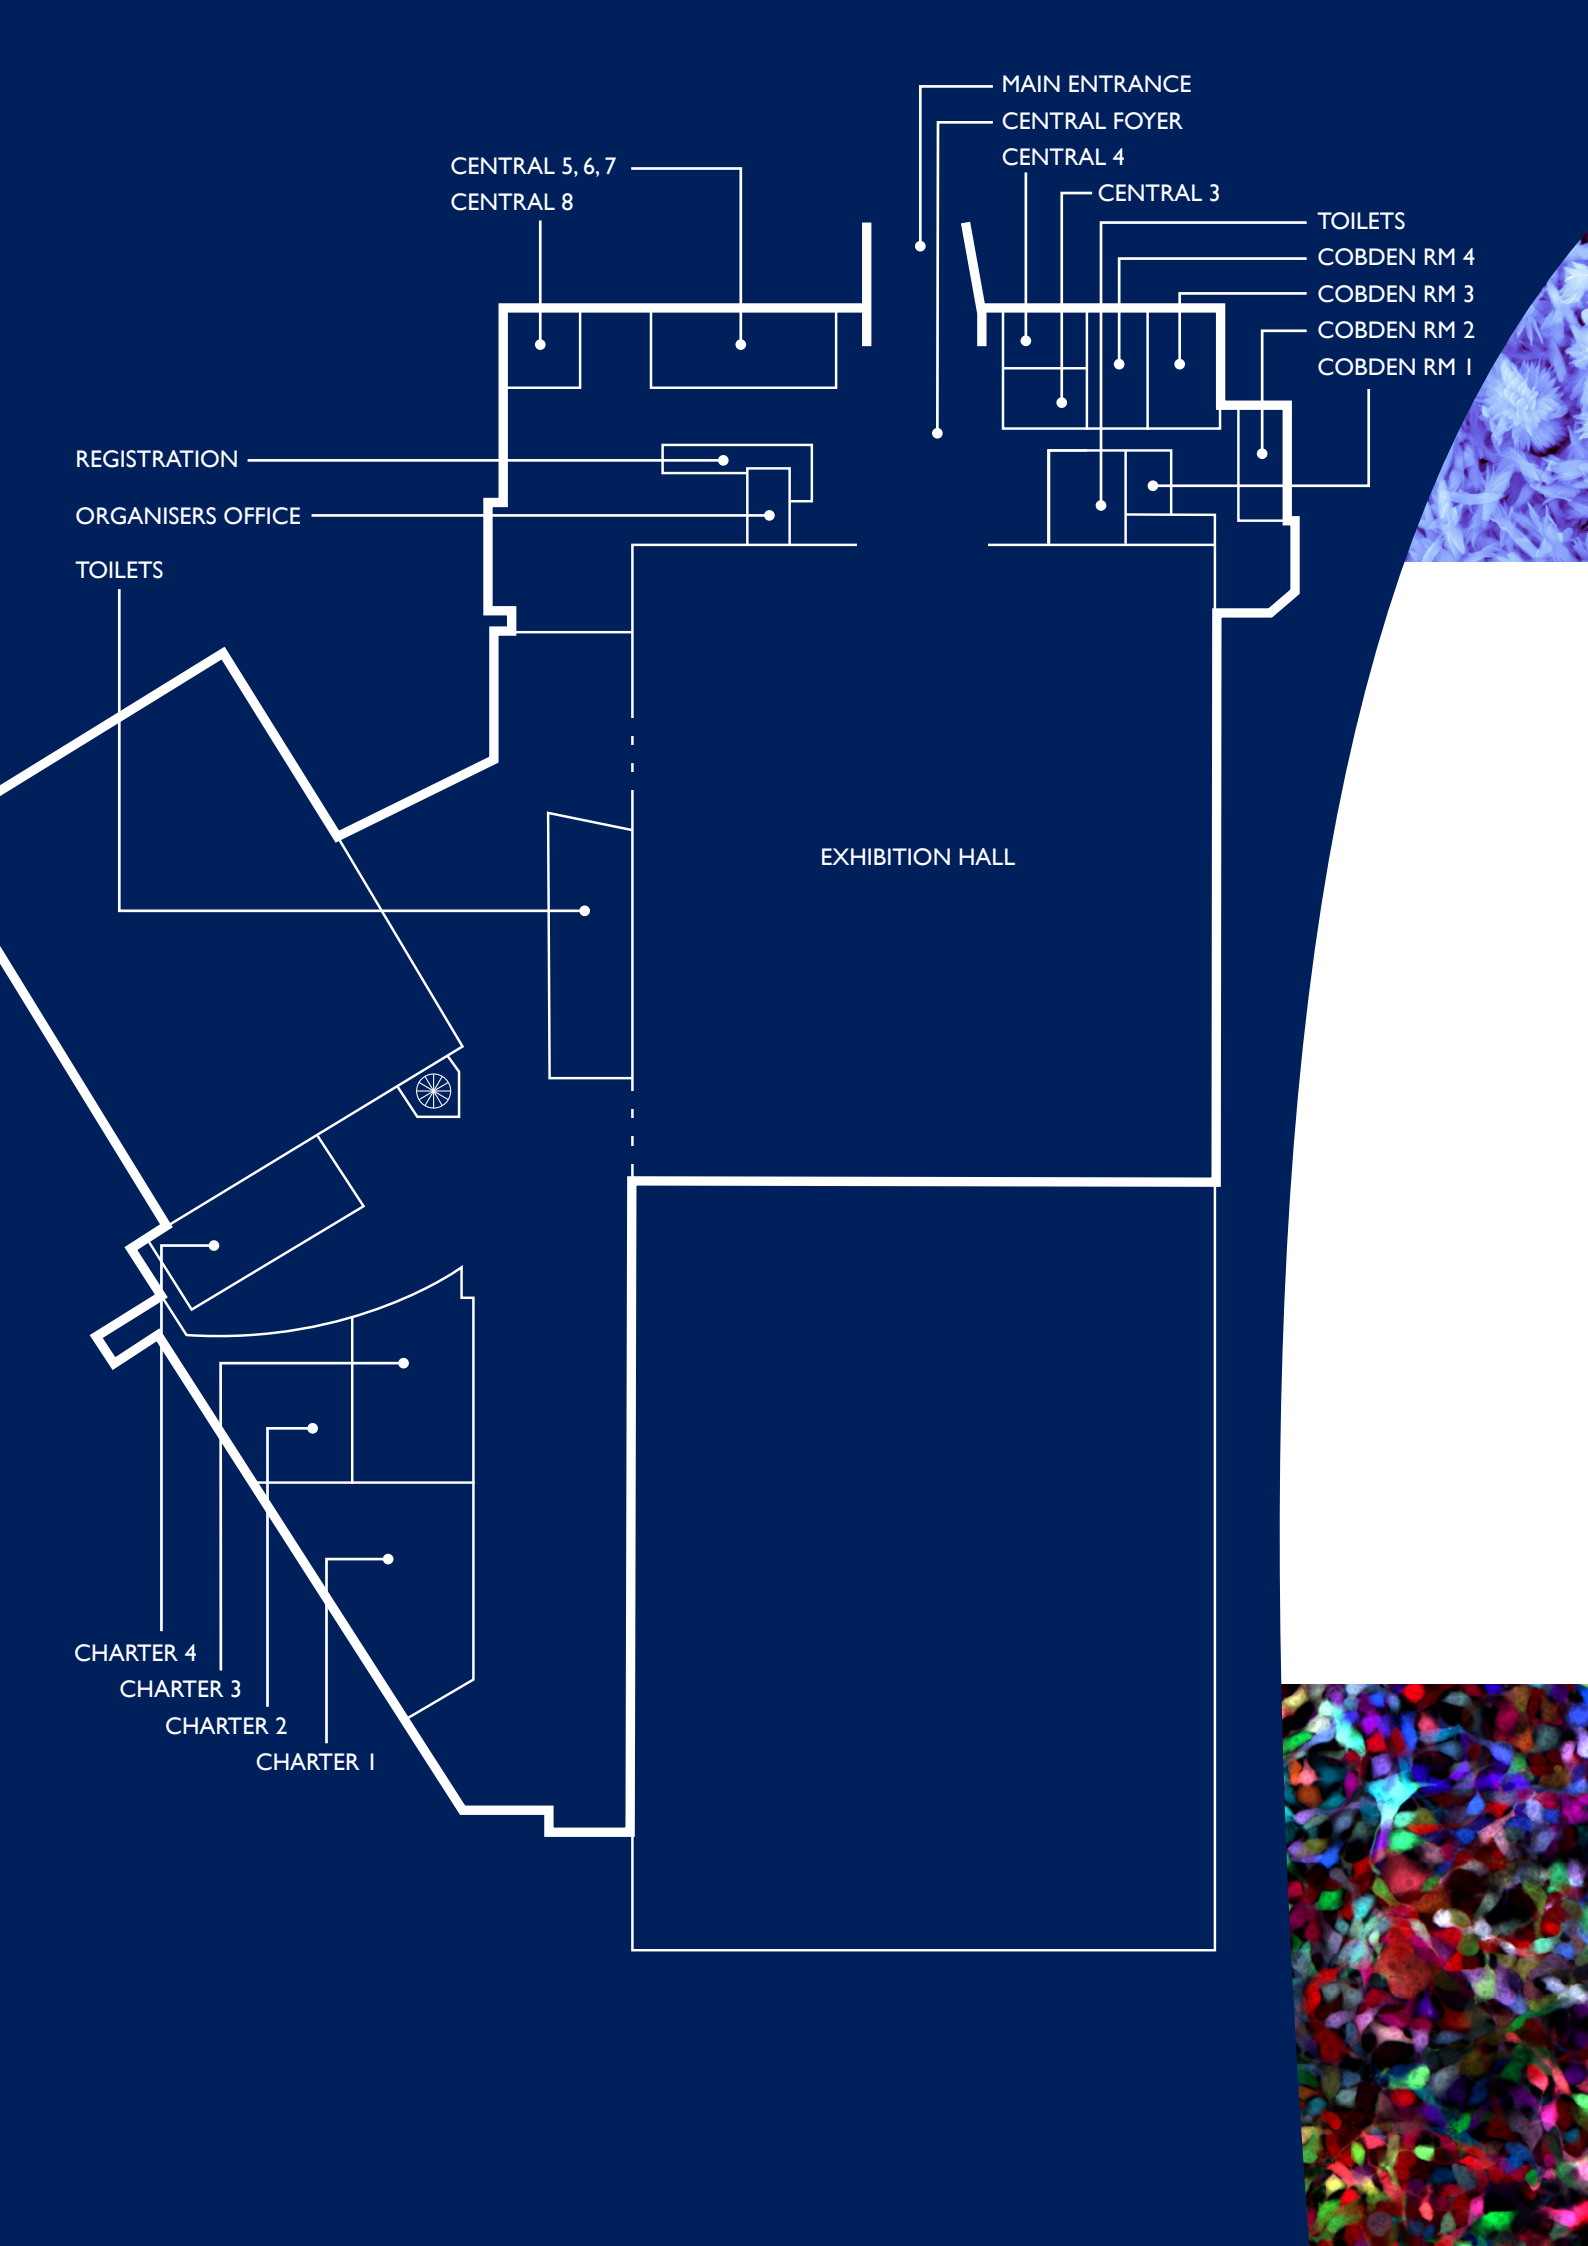 MAIN ENTRANCE
CENTRAL FOYER
CENTRAL 4
CENTRAL 5, 6, 7
CENTRAL 3
CENTRAL 8
TOILETS
COBDEN RM 4
COBDEN RM 3
COBDEN RM 2
COBDEN RM 1
REGISTRATION
ORGANISERS OFFICE
TOILETS
EXHIBITION HALL
CHARTER 4
CHARTER 3
CHARTER 2
CHARTER 1